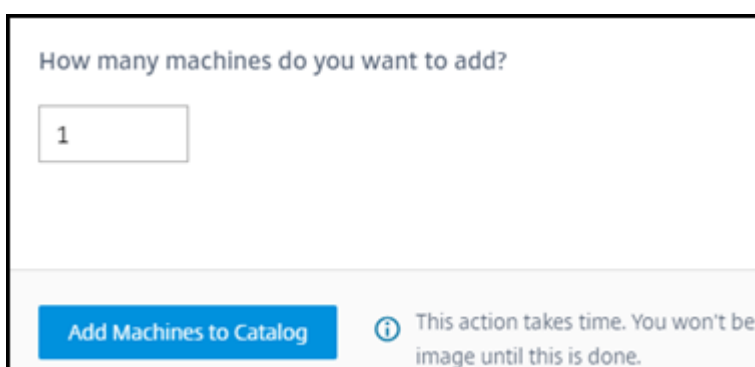 How many machines do you want to add?
1
Add Machines to Catalog
This action takes time. You won't be
image until this is done.